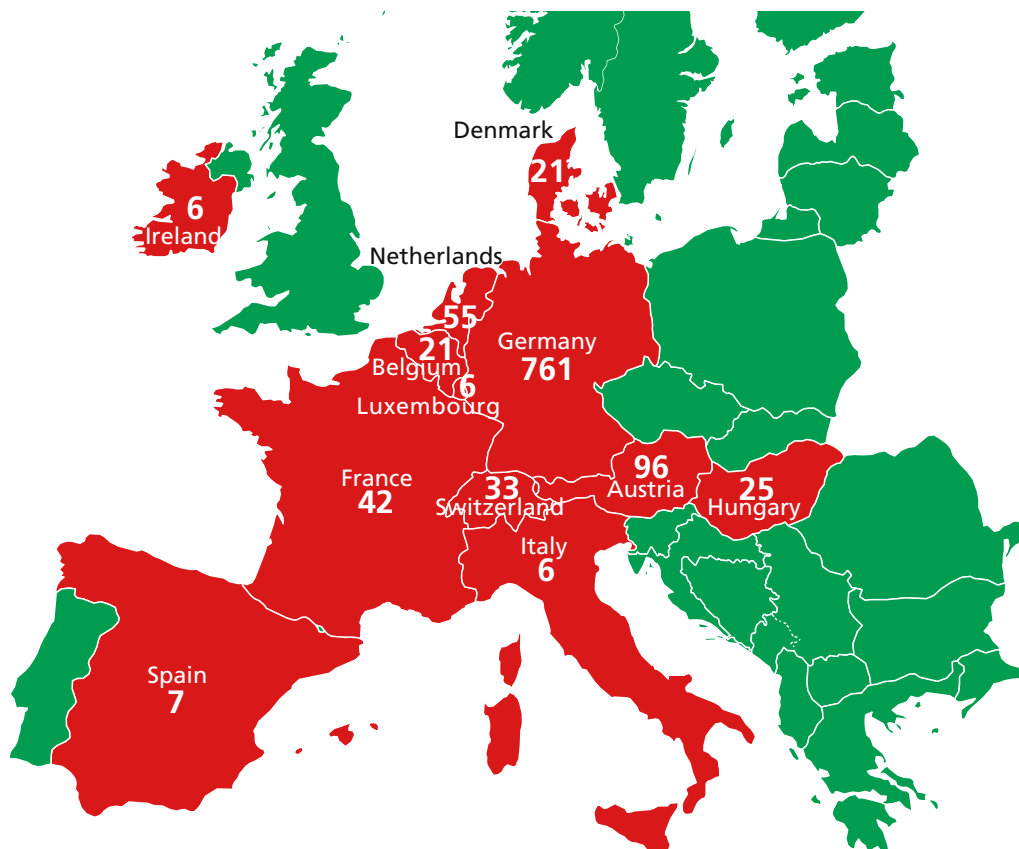 Denmark
21
6
Ireland
Netherlands
55
21
Belgium
6
Luxembourg
Germany
761
France
42
33
Switzerland
96
Austria
25
Hungary
Italy
6
Spain
7